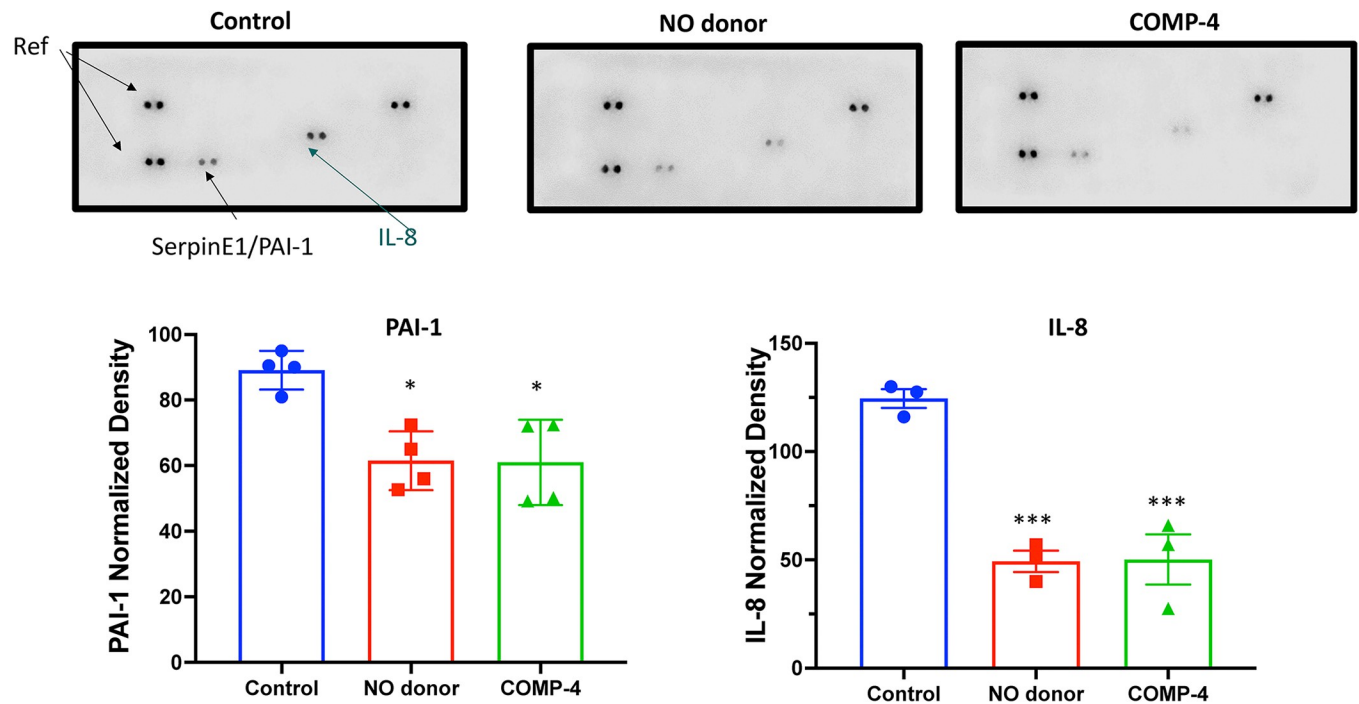 Control
NO donor
COMP-4
Ref
SerpinE1/PAI-1
IL-8
PAI-1
PAI-1 Normalized Density
100
80
60
40
20
0
*
*
Control
NO donor
COMP-4
IL-8
IL-8 Normalized Density
150
100
50
0
***
***
Control
NO donor
COMP-4